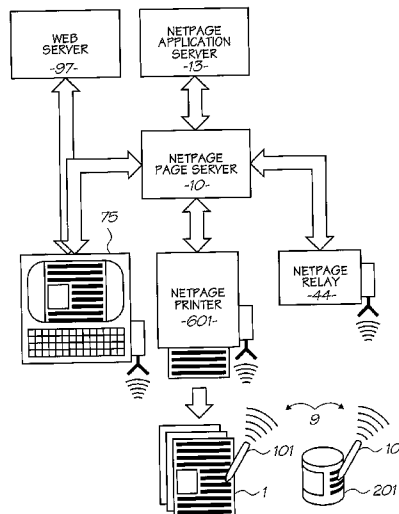 WEB
SERVER
-97-
NETPAGE
APPLICATION
SERVER
-13-
NETPAGE
PAGE SERVER
-10-
75
NETPAGE
PRINTER
-601-
NETPAGE
RELAY
-44-
9
101
10
1
201